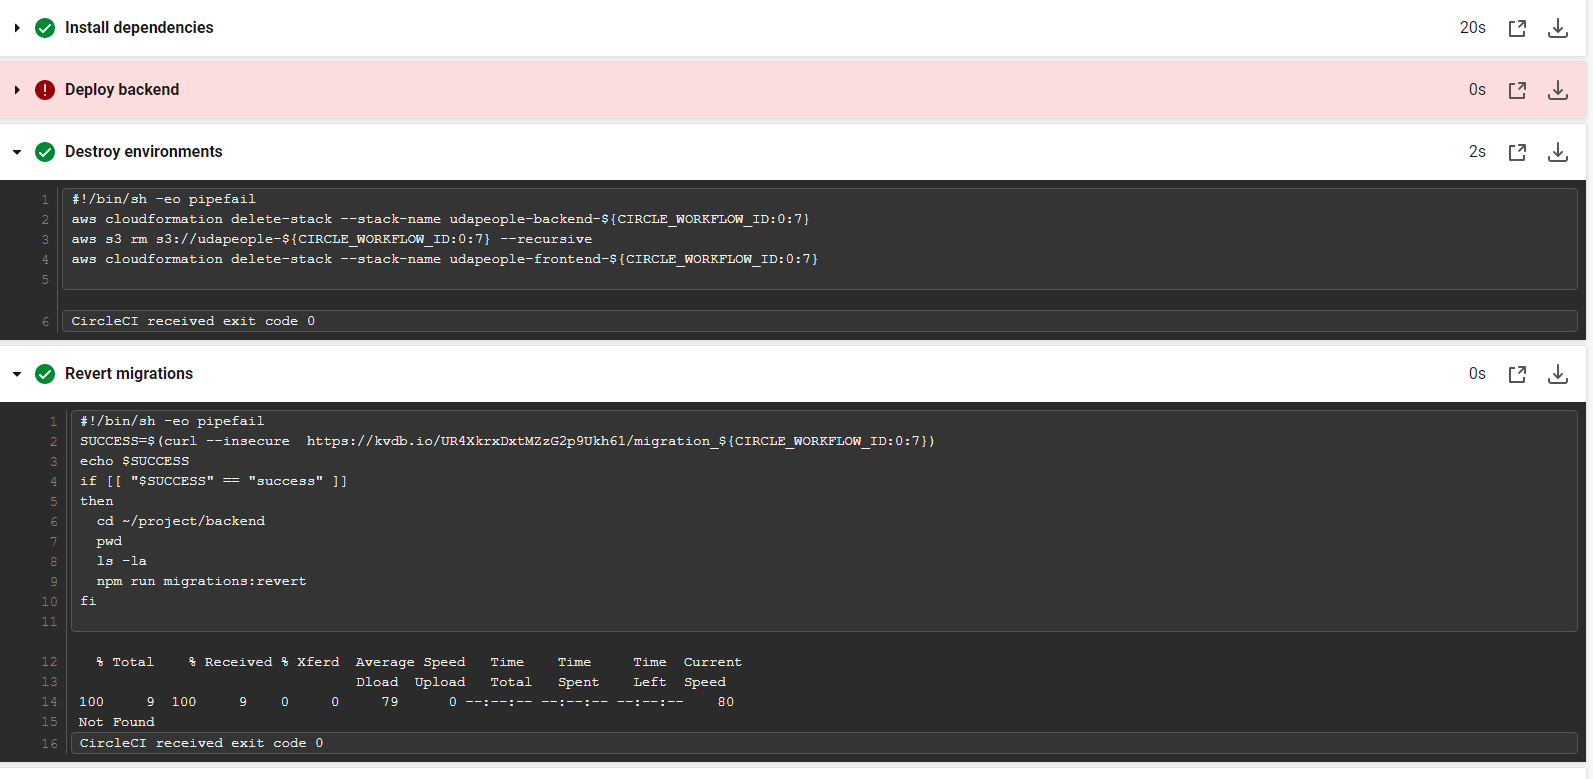 Install dependencies 20s
Deploy backend 0s
Destroy environments 2s
1 #!/bin/sh -eo pipefail
2 aws cloudformation delete-stack --stack-name udapeople-backend-${CIRCLE_WORKFLOW_ID:0:7}
3 aws s3 rm s3://udapeople-${CIRCLE_WORKFLOW_ID:0:7} --recursive
4 aws cloudformation delete-stack --stack-name udapeople-frontend-${CIRCLE_WORKFLOW_ID:0:7}
5
6 CircleCI received exit code 0
Revert migrations 0s
1 #!/bin/sh -eo pipefail
2 SUCCESS=$(curl --insecure  https://kvdb.io/UR4XkrxDxtMZzG2p9Ukh61/migration_${CIRCLE_WORKFLOW_ID:0:7})
3 echo $SUCCESS
4 if [[ "$SUCCESS" == "success" ]]
5 then
6   cd ~/project/backend
7   pwd
8   ls -la
9   npm run migrations:revert
10 fi
11
12   % Total    % Received % Xferd  Average Speed   Time    Time     Time  Current
13                                  Dload  Upload   Total   Spent    Left  Speed
14 100     9  100     9    0     0     79      0 --:--:-- --:--:-- --:--:--    80
15 Not Found
16 CircleCI received exit code 0